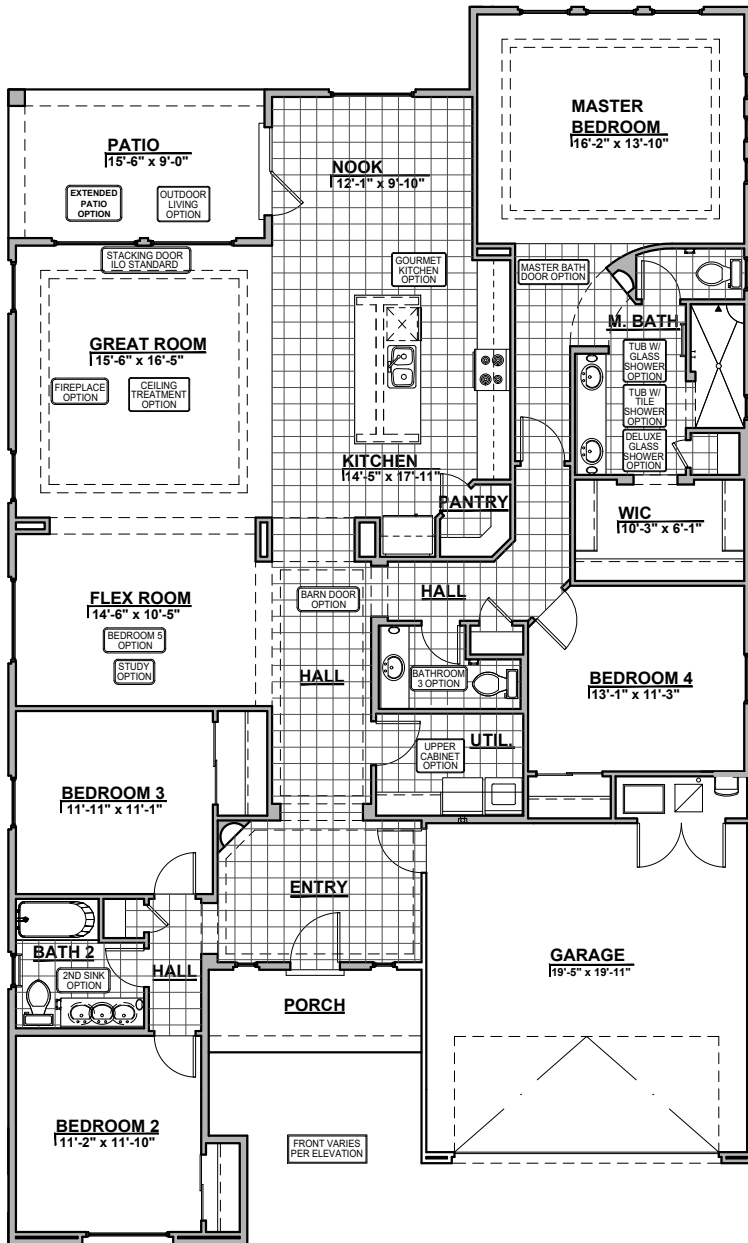 MASTER
BEDROOM
16'-2" x 13'-10"
PATIO
15'-6" x 9'-0"
EXTENDED
PATIO
OPTION
OUTDOOR
LIVING
OPTION
NOOK
12'-1" x 9'-10"
STACKING DOOR
ILO STANDARD
GOURMET
KITCHEN
OPTION
MASTER BATH
DOOR OPTION
GREAT ROOM
15'-6" x 16'-5"
FIREPLACE
OPTION
CEILING
TREATMENT
OPTION
M. BATH
TUB W/
GLASS
SHOWER
OPTION
TUB W/
TILE
SHOWER
OPTION
DELUXE
GLASS
SHOWER
OPTION
KITCHEN
14'-5" x 17'-11"
PANTRY
WIC
10'-3" x 6'-1"
FLEX ROOM
14'-6" x 10'-5"
BEDROOM 5
OPTION
STUDY
OPTION
BARN DOOR
OPTION
HALL
HALL
BATHROOM
3 OPTION
BEDROOM 4
13'-1" x 11'-3"
UTIL.
UPPER
CABINET
OPTION
BEDROOM 3
11'-11" x 11'-1"
ENTRY
BATH 2
2ND SINK
OPTION
HALL
GARAGE
19'-5" x 19'-11"
PORCH
BEDROOM 2
11'-2" x 11'-10"
FRONT VARIES
PER ELEVATION